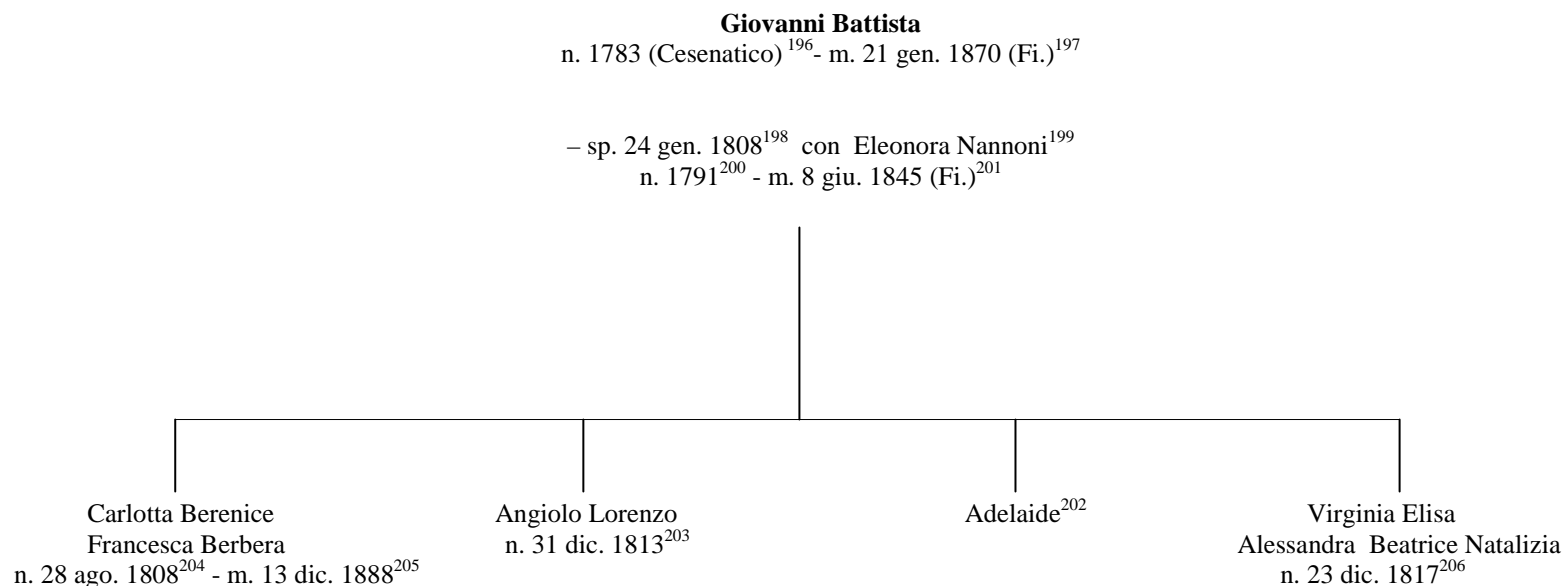 Giovanni Battista
n. 1783 (Cesenatico) 196- m. 21 gen. 1870 (Fi.)197
– sp. 24 gen. 1808198 con Eleonora Nannoni199
n. 1791200 - m. 8 giu. 1845 (Fi.)201
Carlotta Berenice
Francesca Berbera
n. 28 ago. 1808204 - m. 13 dic. 1888205
Angiolo Lorenzo
n. 31 dic. 1813203
Adelaide202
Virginia Elisa
Alessandra Beatrice Natalizia
n. 23 dic. 1817206